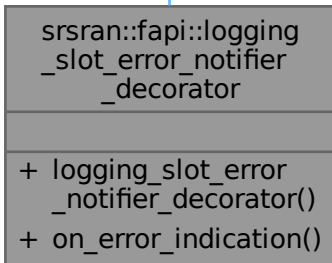 srsran::fapi::logging
_slot_error_notifier
_decorator
+ logging_slot_error
_notifier_decorator()
+ on_error_indication()